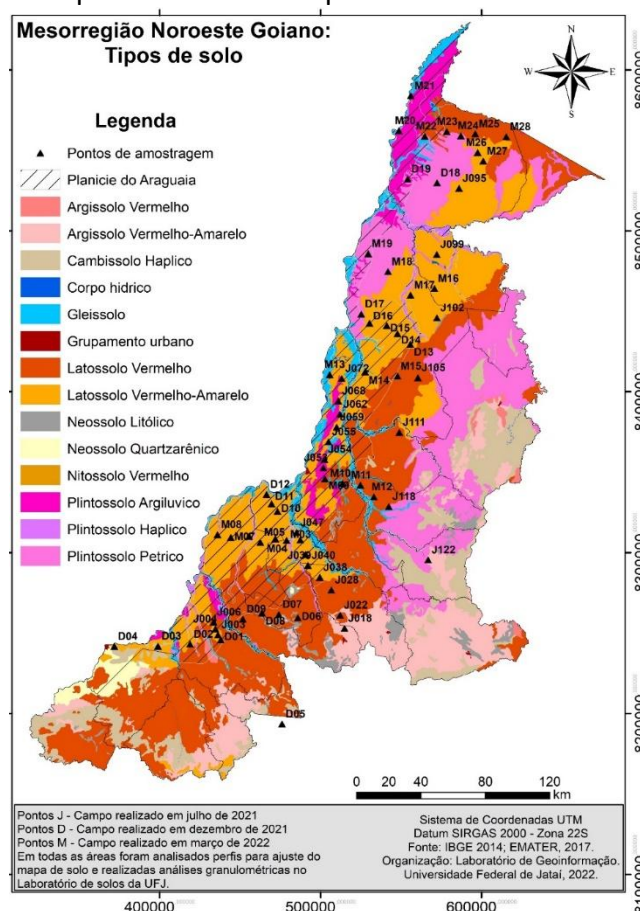 Mesorregião Noroeste Goiano:
Tipos de solo
N
W
E
S
Legenda
Pontos de amostragem
Planicie do Araguaia
Argissolo Vermelho
Argissolo Vermelho-Amarelo
Cambissolo Haplico
Corpo hidrico
Gleissolo
Grupamento urbano
Latossolo Vermelho
Latossolo Vermelho-Amarelo
Neossolo Litólico
Neossolo Quartzarênico
Nitossolo Vermelho
Plintossolo Argiluvico
Plintossolo Haplico
Plintossolo Petrico
M21
M20
M22
M23
M24
M25
M28
M26
M27
D19
D18
J095
M19
J099
M18
M16
M17
D17
D16
J102
D15
D14
D13
M13
J072
M14
M15
J105
J068
J062
J059
J055
J111
J054
M10
M11
D12
D11
M12
D10
J118
M08
J047
M05
M03
M04
J040
J122
J038
J028
D09
D07
J006
D08
D06
J022
J003
J018
D04
D03
D02
D01
D05
0 20 40 80 120
km
8600000
8500000
8400000
8300000
8200000
400000
500000
600000
Pontos J - Campo realizado em julho de 2021
Pontos D - Campo realizado em dezembro de 2021
Pontos M - Campo realizado em março de 2022
Em todas as áreas foram analisados perfis para ajuste do
mapa de solo e realizadas análises granulométricas no
Laboratório de solos da UFJ.
Sistema de Coordenadas UTM
Datum SIRGAS 2000 - Zona 22S
Fonte: IBGE 2014; EMATER, 2017.
Organização: Laboratório de Geoinformação.
Universidade Federal de Jataí, 2022.